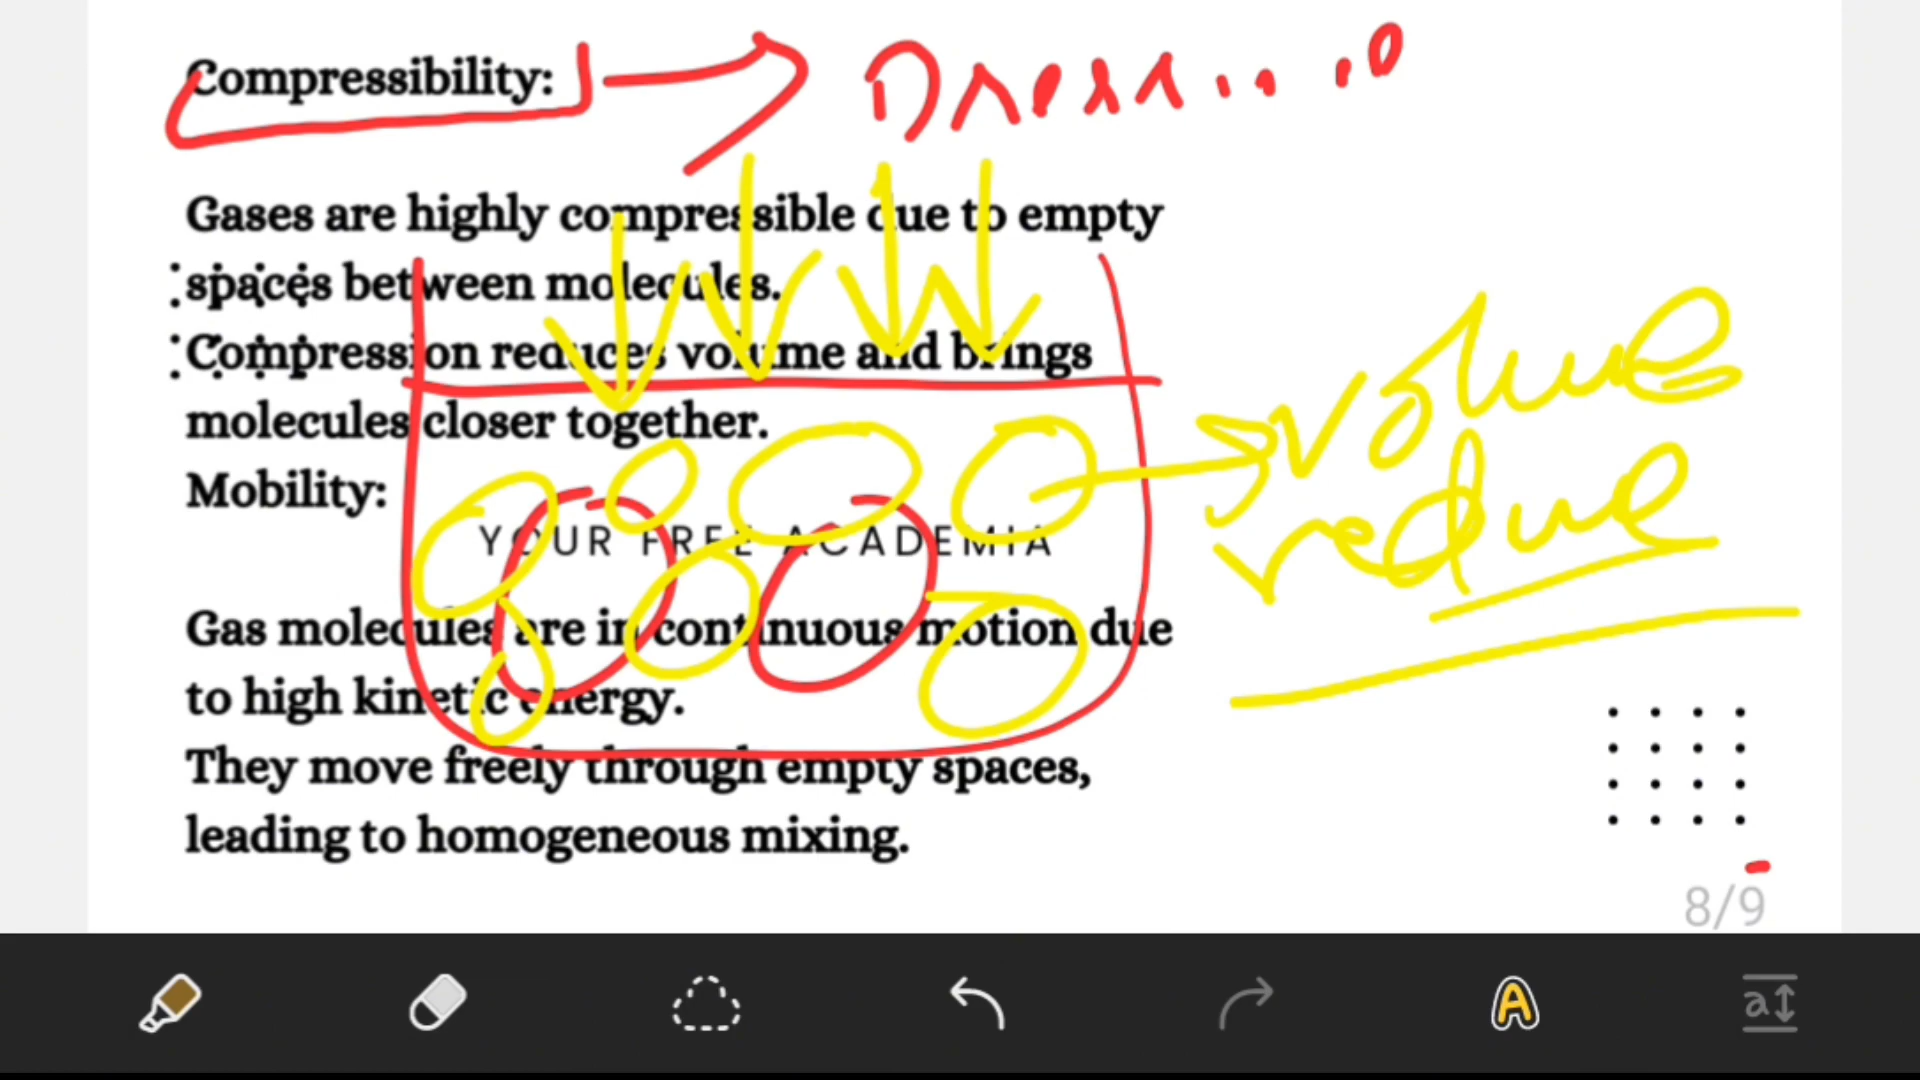 Compressibility:
Gases are highly compressible due to empty
spaces between molecules.
Compression reduces volume and brings
molecules closer together.
volume
redue
Mobility:
YOUR FREE ACADEMIA
Gas molecules are in continuous motion due
to high kinetic energy.
They move freely through empty spaces,
leading to homogeneous mixing.
8/9
A
a